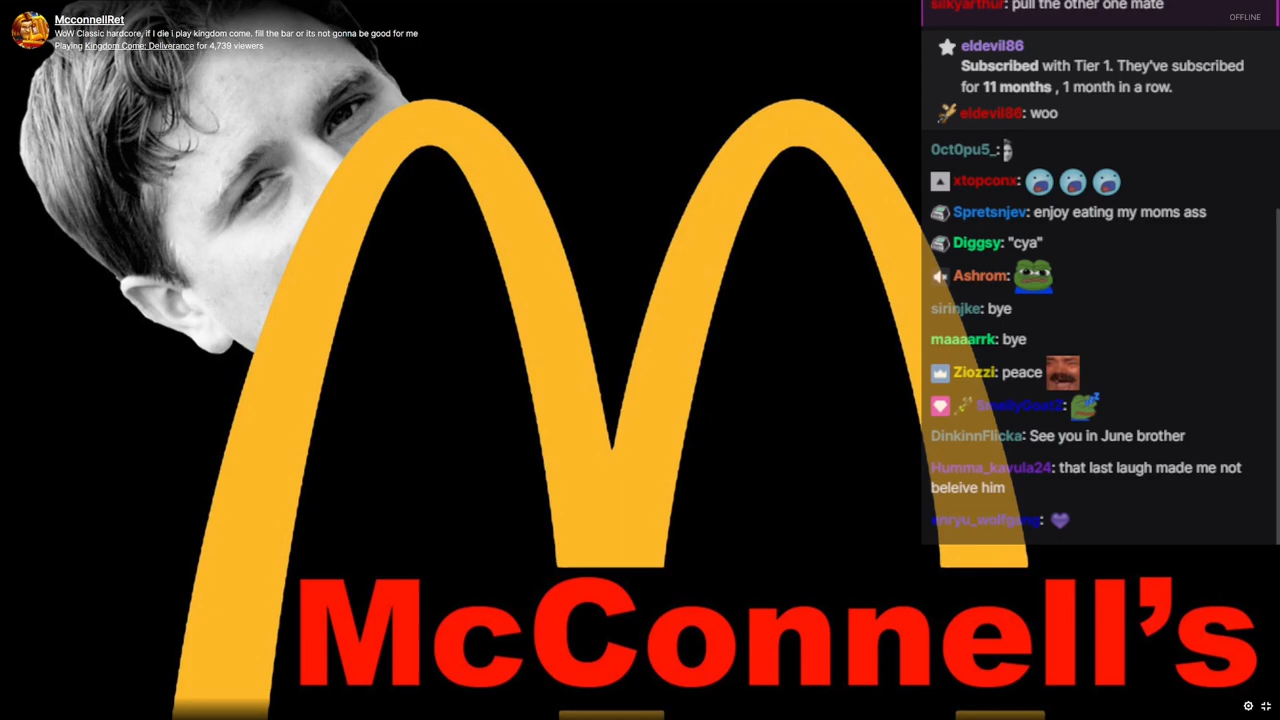 McconnellRet
WoW Classic hardcore, if I die i play kingdom come. fill the bar or its not gonna be good for me
Playing Kingdom Come: Deliverance for 4,739 viewers
silkyarthur: pull the other one mate
OFFLINE
eldevil86
Subscribed with Tier 1. They've subscribed
for 11 months , 1 month in a row.
eldevil86: woo
0ct0pu5_:
xtopconx:
Spretsnjev: enjoy eating my moms ass
Diggsy: "cya"
Ashrom:
sirinjke: bye
maaaarrk: bye
Ziozzi: peace
SmellyGoatZ:
DinkinnFlicka: See you in June brother
Humma_kavula24: that last laugh made me not
beleive him
enryu_wolfgang:
McConnell's